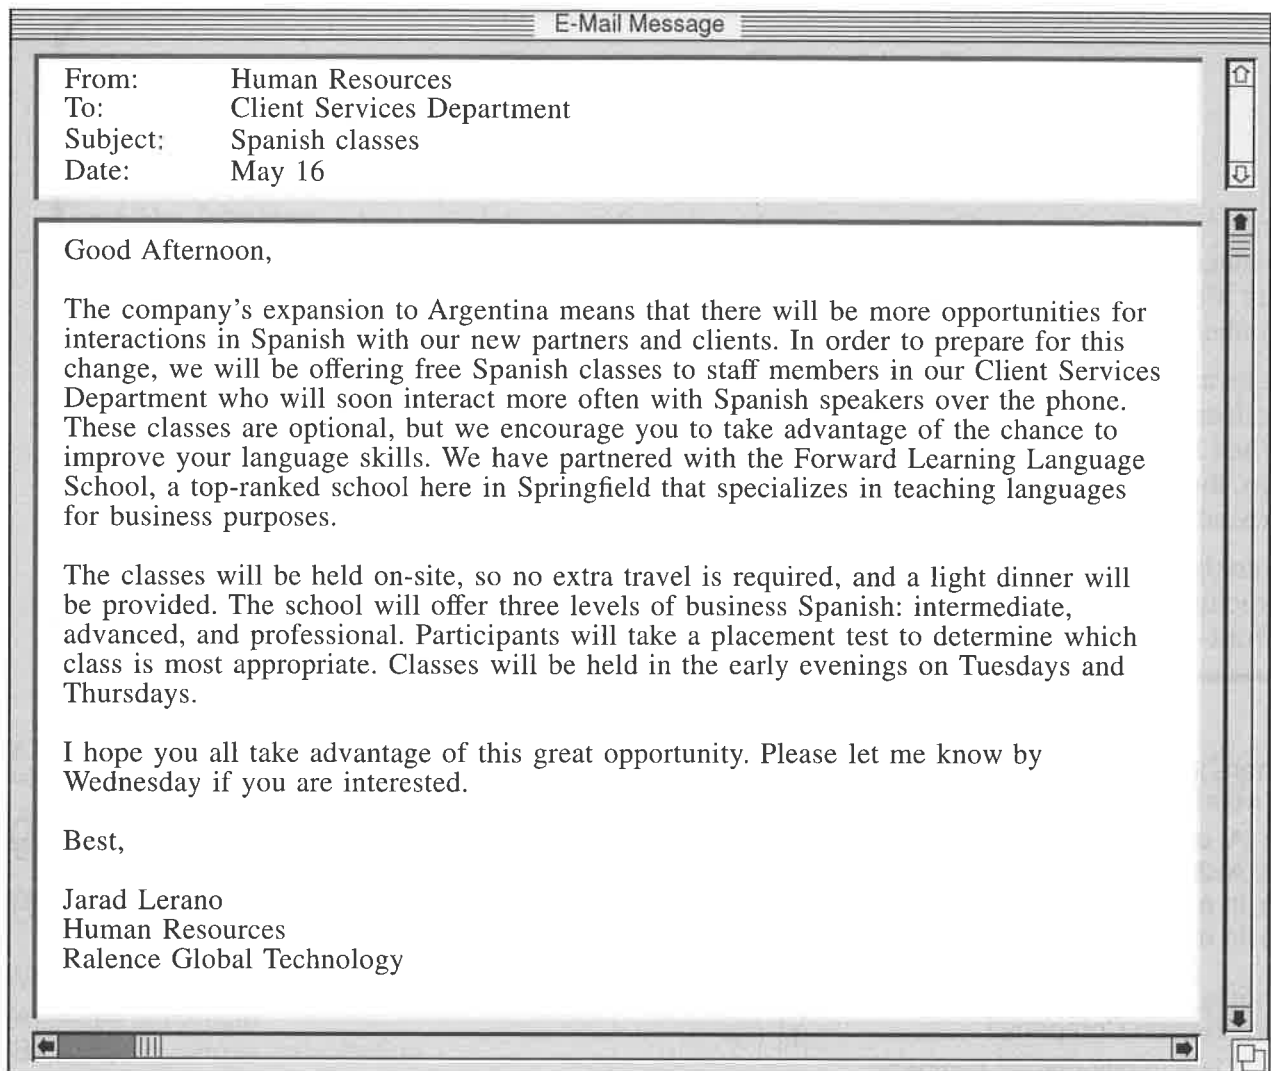 E-Mail Message
From: Human Resources
To: Client Services Department
Subject: Spanish classes
Date: May 16
Good Afternoon,
The company's expansion to Argentina means that there will be more opportunities for
interactions in Spanish with our new partners and clients. In order to prepare for this
change, we will be offering free Spanish classes to staff members in our Client Services
Department who will soon interact more often with Spanish speakers over the phone.
These classes are optional, but we encourage you to take advantage of the chance to
improve your language skills. We have partnered with the Forward Learning Language
School, a top-ranked school here in Springfield that specializes in teaching languages
for business purposes.
The classes will be held on-site, so no extra travel is required, and a light dinner will
be provided. The school will offer three levels of business Spanish: intermediate,
advanced, and professional. Participants will take a placement test to determine which
class is most appropriate. Classes will be held in the early evenings on Tuesdays and
Thursdays.
I hope you all take advantage of this great opportunity. Please let me know by
Wednesday if you are interested.
Best,
Jarad Lerano
Human Resources
Ralence Global Technology